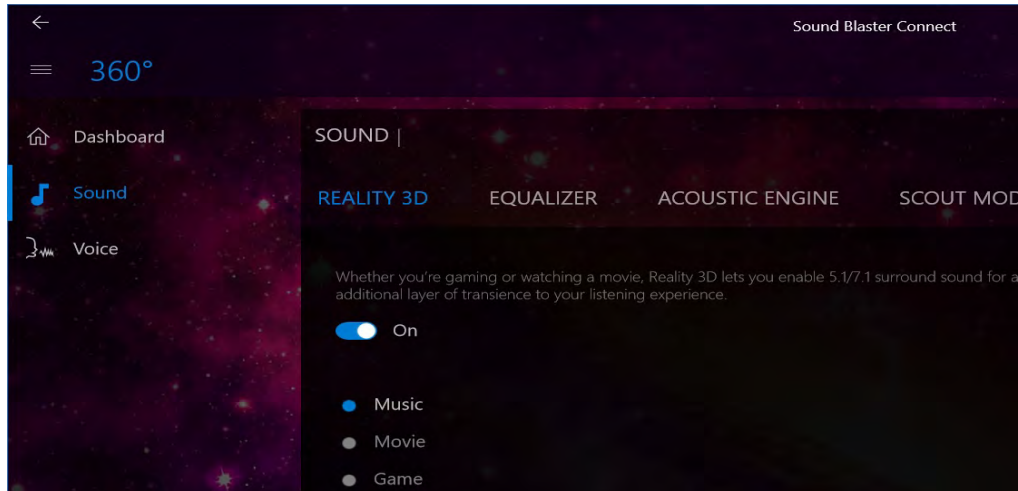 Sound Blaster Connect
360°
Dashboard
Sound
Voice
SOUND |
REALITY 3D EQUALIZER ACOUSTIC ENGINE SCOUT MOD
Whether you're gaming or watching a movie, Reality 3D lets you enable 5.1/7.1 surround sound for a
additional layer of transience to your listening experience.
On
Music
Movie
Game